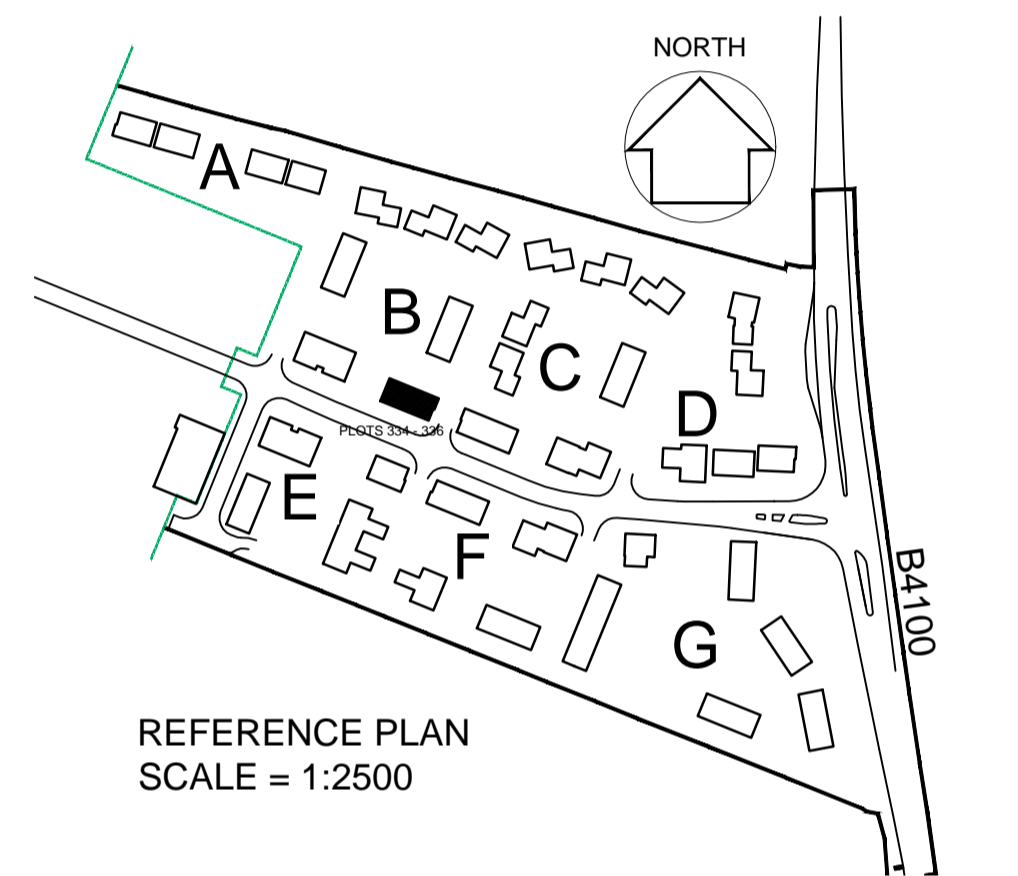 NORTH
A
B
C
D
PLOTS 334 - 336
E
F
B4100
G
REFERENCE PLAN
SCALE = 1:2500